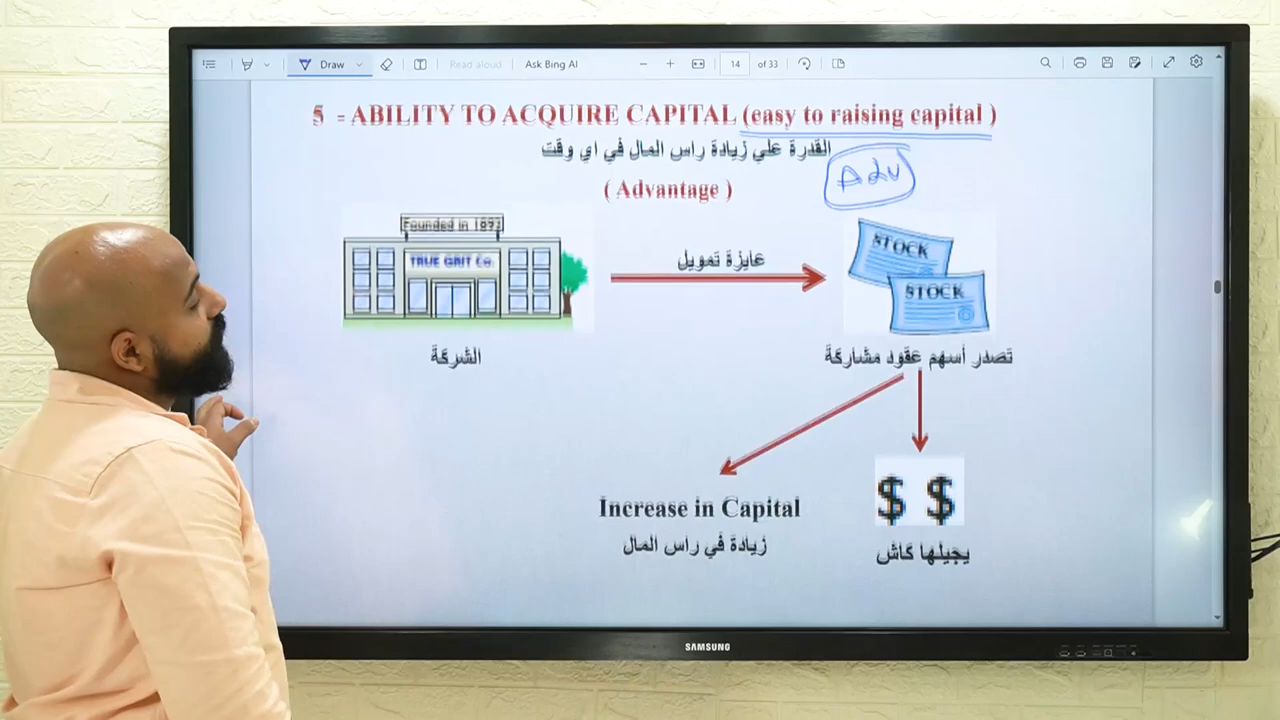 Draw
Read aloud
Ask Bing AI
14
of 33
5 = ABILITY TO ACQUIRE CAPITAL (easy to raising capital )
القدرة علي زيادة راس المال في اي وقت
Adv
( Advantage )
Founded in 1892
TRUE GRIT Co.
عايزة تمويل
STOCK
STOCK
الشركة
تصدر أسهم عقود مشاركة
Increase in Capital
زيادة في راس المال
$ $
يجيلها كاش
SAMSUNG